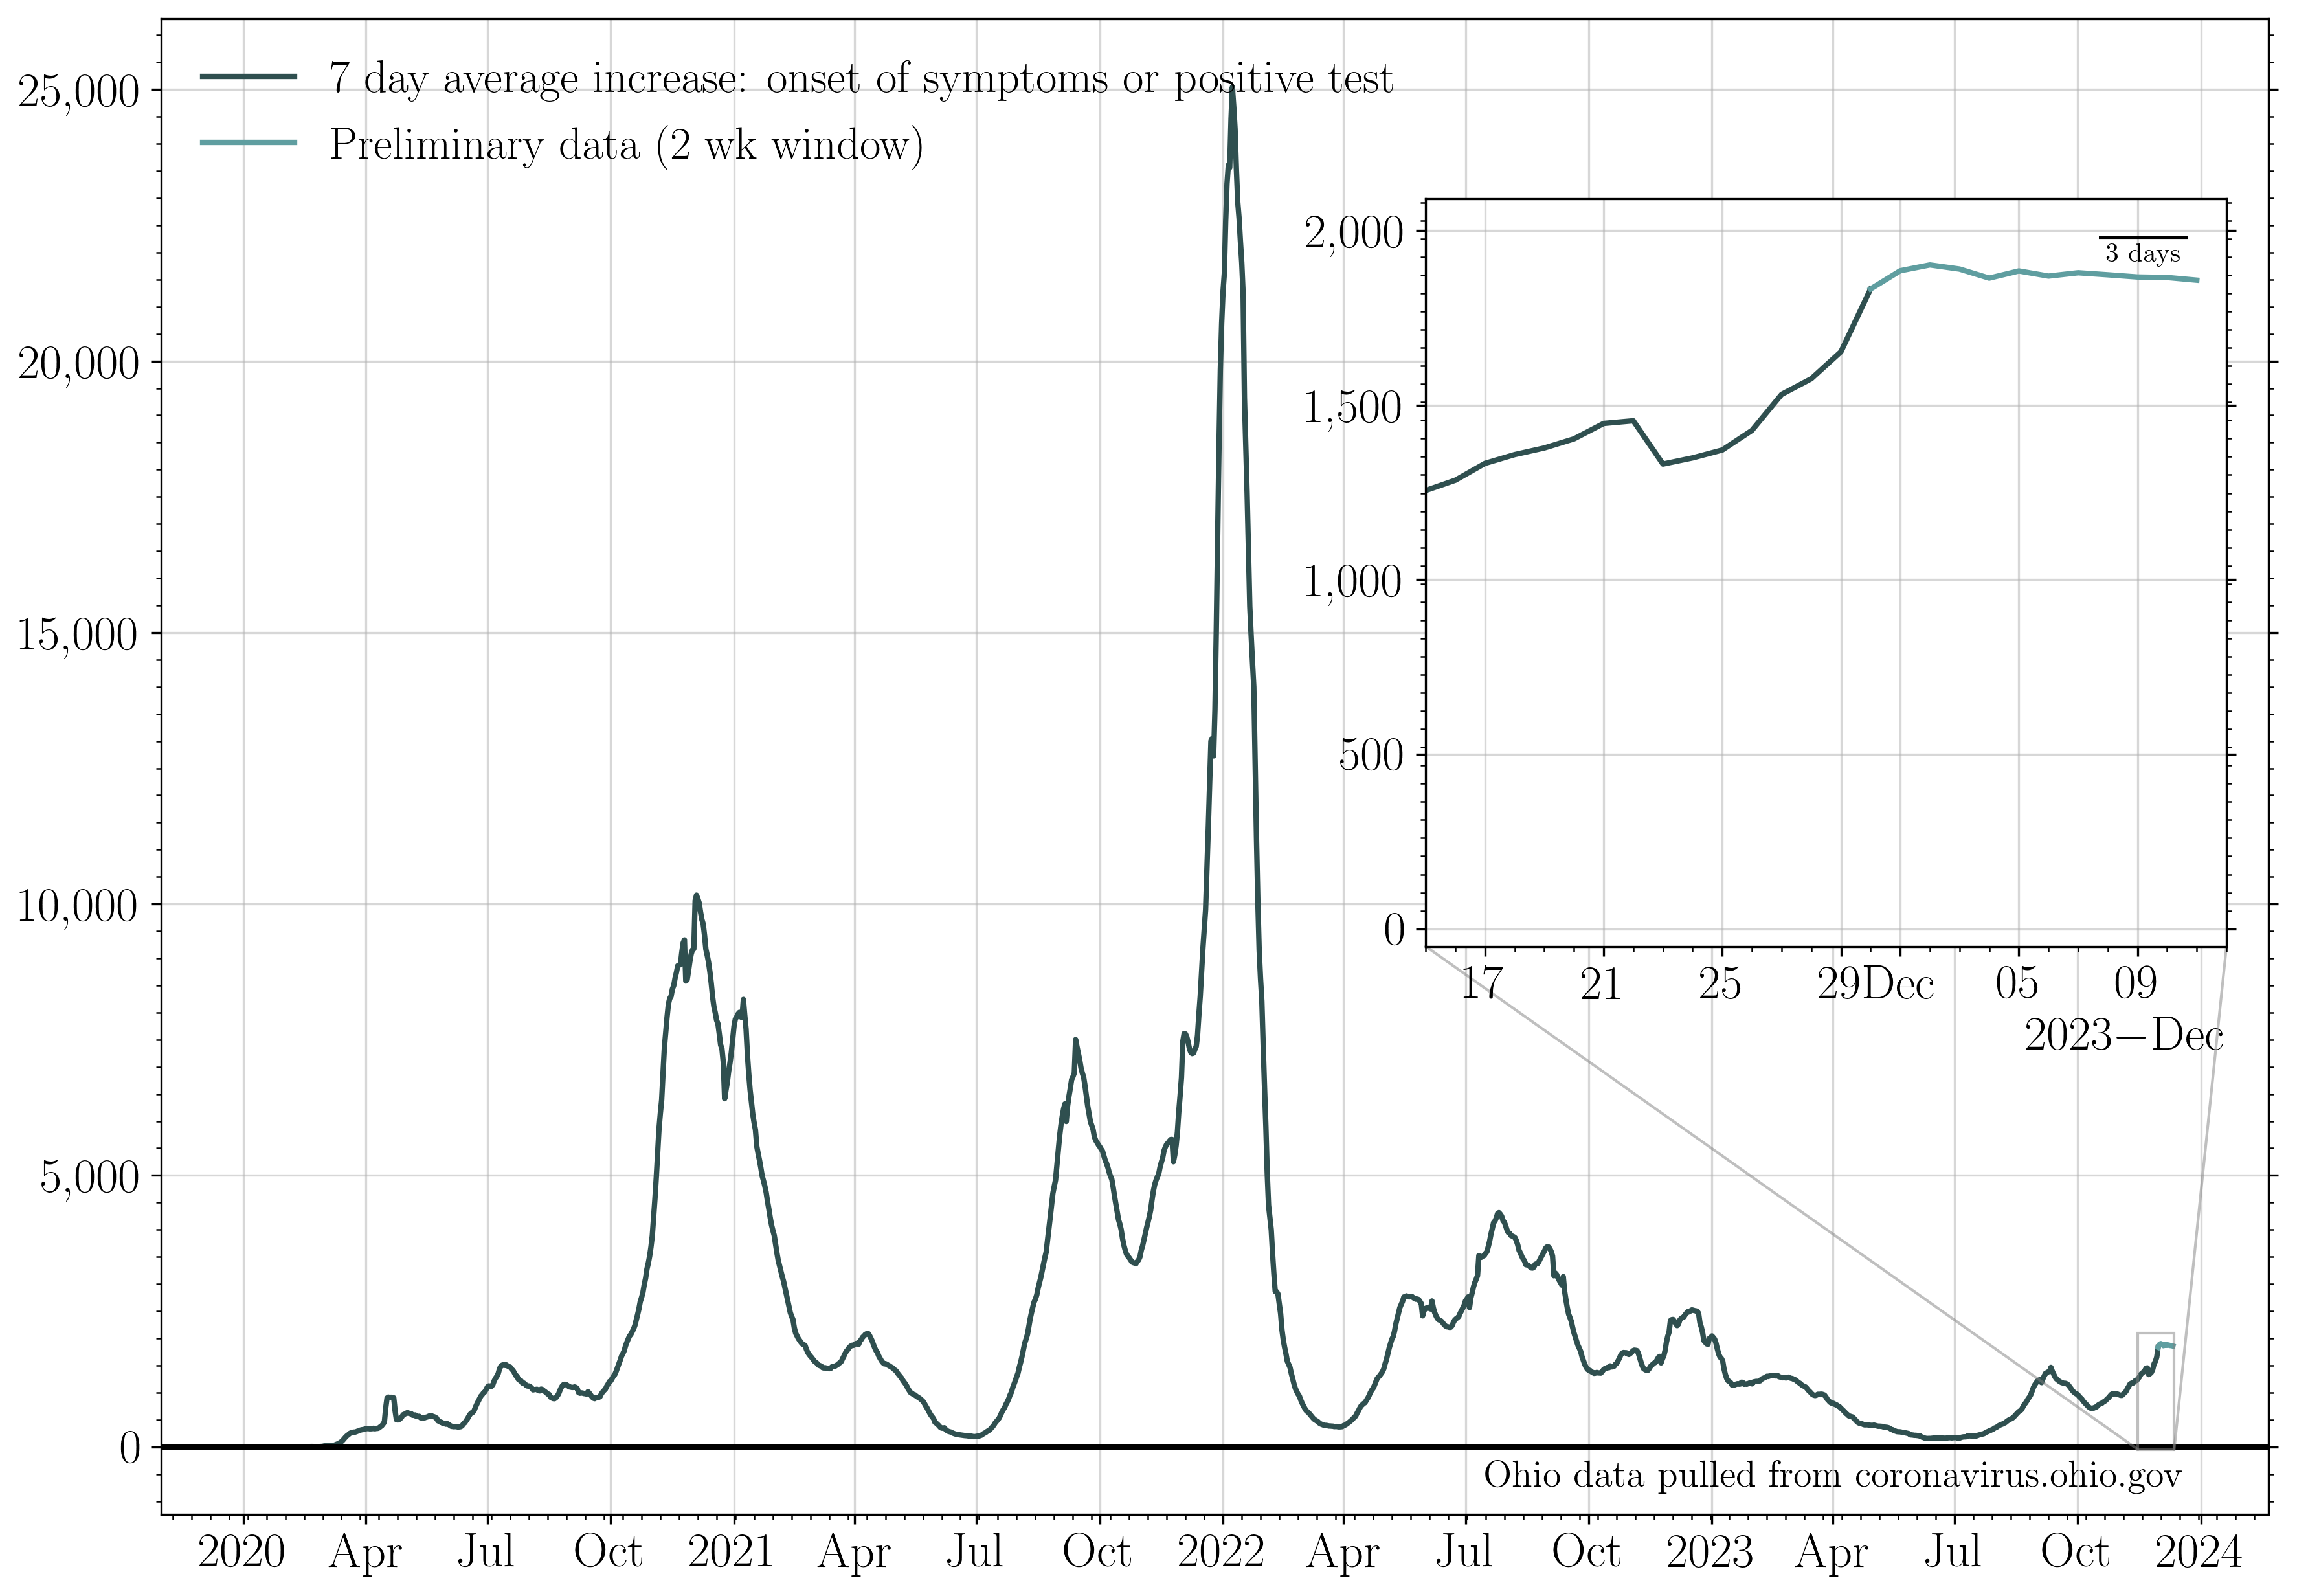 7 day average increase: onset of symptoms or positive test
Preliminary data (2 wk window)
25,000
20,000
15,000
10,000
5,000
0
2,000
1,500
1,000
500
0
3 days
17 21 25 29 Dec 05 09
2023−Dec
Ohio data pulled from coronavirus.ohio.gov
2020 Apr Jul Oct 2021 Apr Jul Oct 2022 Apr Jul Oct 2023 Apr Jul Oct 2024